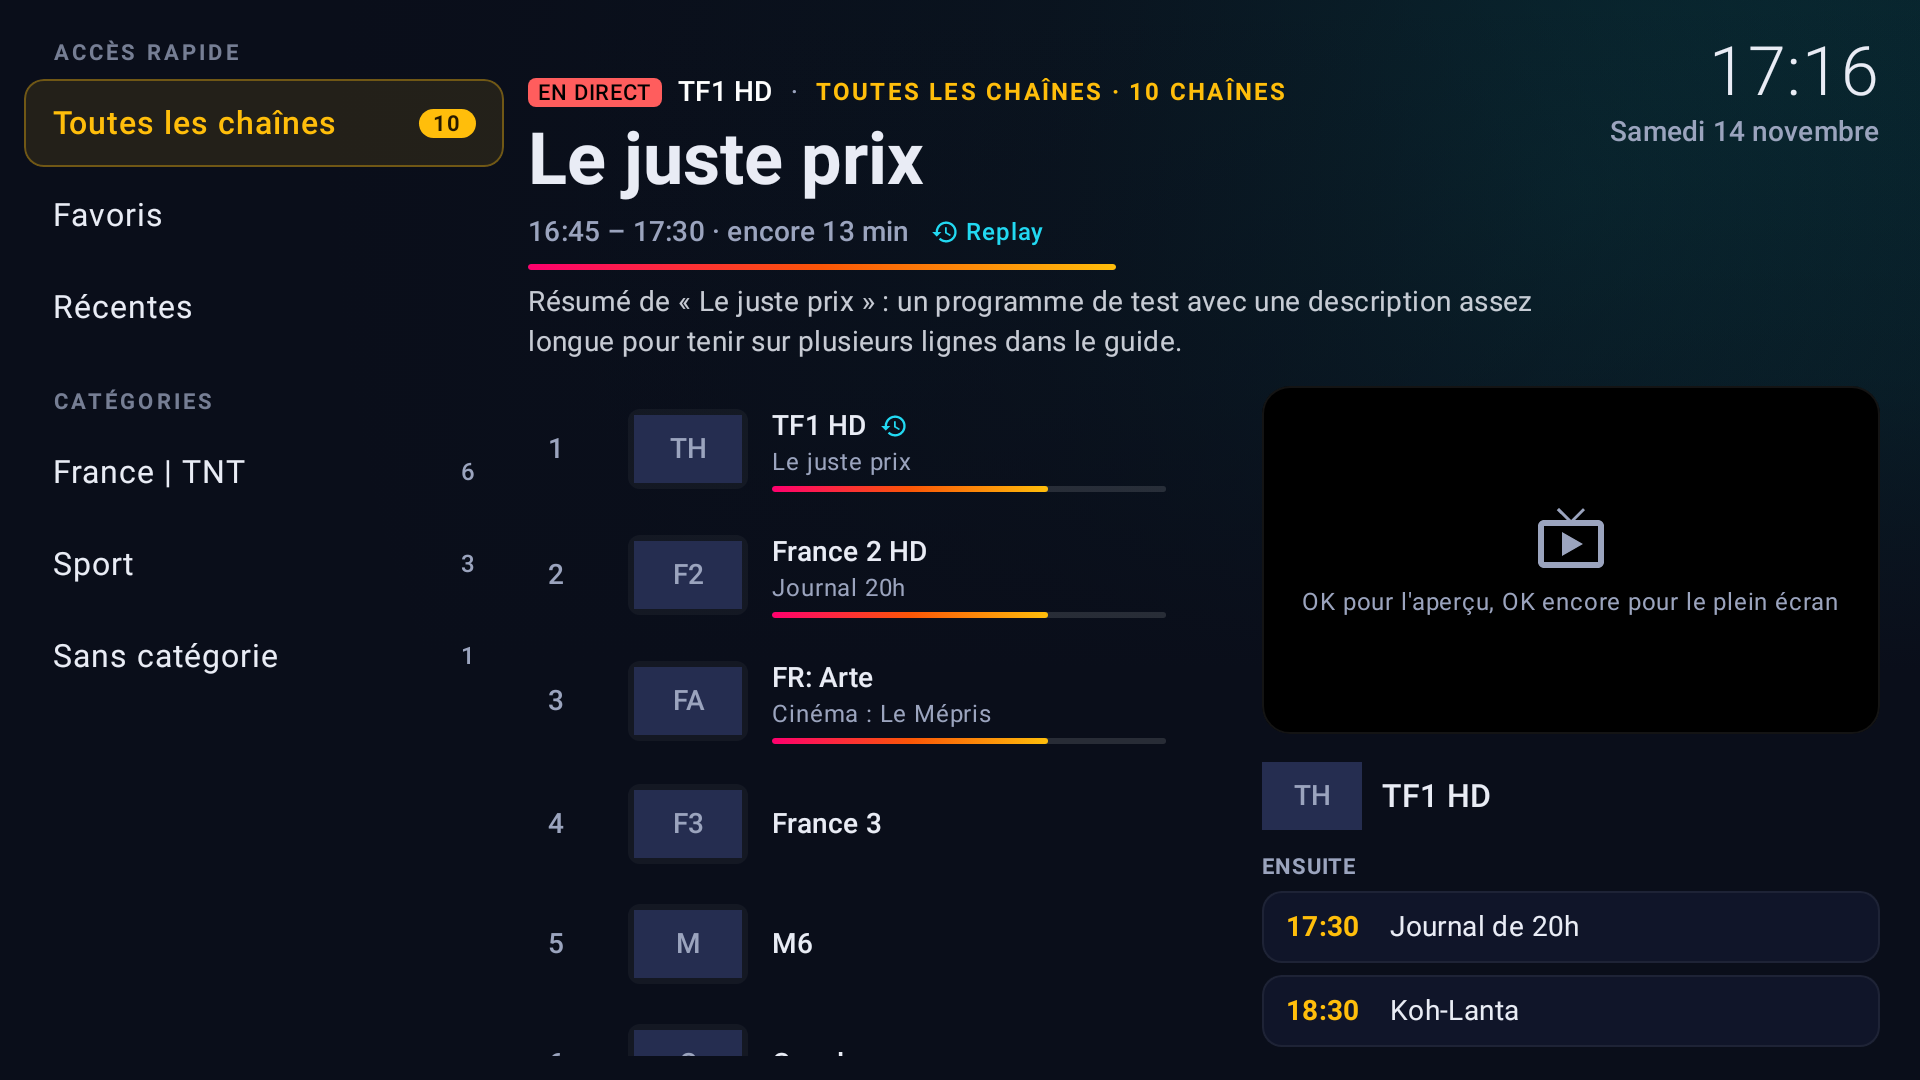 ACCÈS RAPIDE
Toutes les chaînes 10
Favoris
Récentes
CATÉGORIES
France | TNT 6
Sport 3
Sans catégorie 1
EN DIRECT TF1 HD · TOUTES LES CHAÎNES · 10 CHAÎNES
Le juste prix
16:45 – 17:30 · encore 13 min Replay
Résumé de « Le juste prix » : un programme de test avec une description assez
longue pour tenir sur plusieurs lignes dans le guide.
17:16
Samedi 14 novembre
1 TH TF1 HD
Le juste prix
2 F2 France 2 HD
Journal 20h
3 FA FR: Arte
Cinéma : Le Mépris
4 F3 France 3
5 M M6
OK pour l'aperçu, OK encore pour le plein écran
TH TF1 HD
ENSUITE
17:30 Journal de 20h
18:30 Koh-Lanta